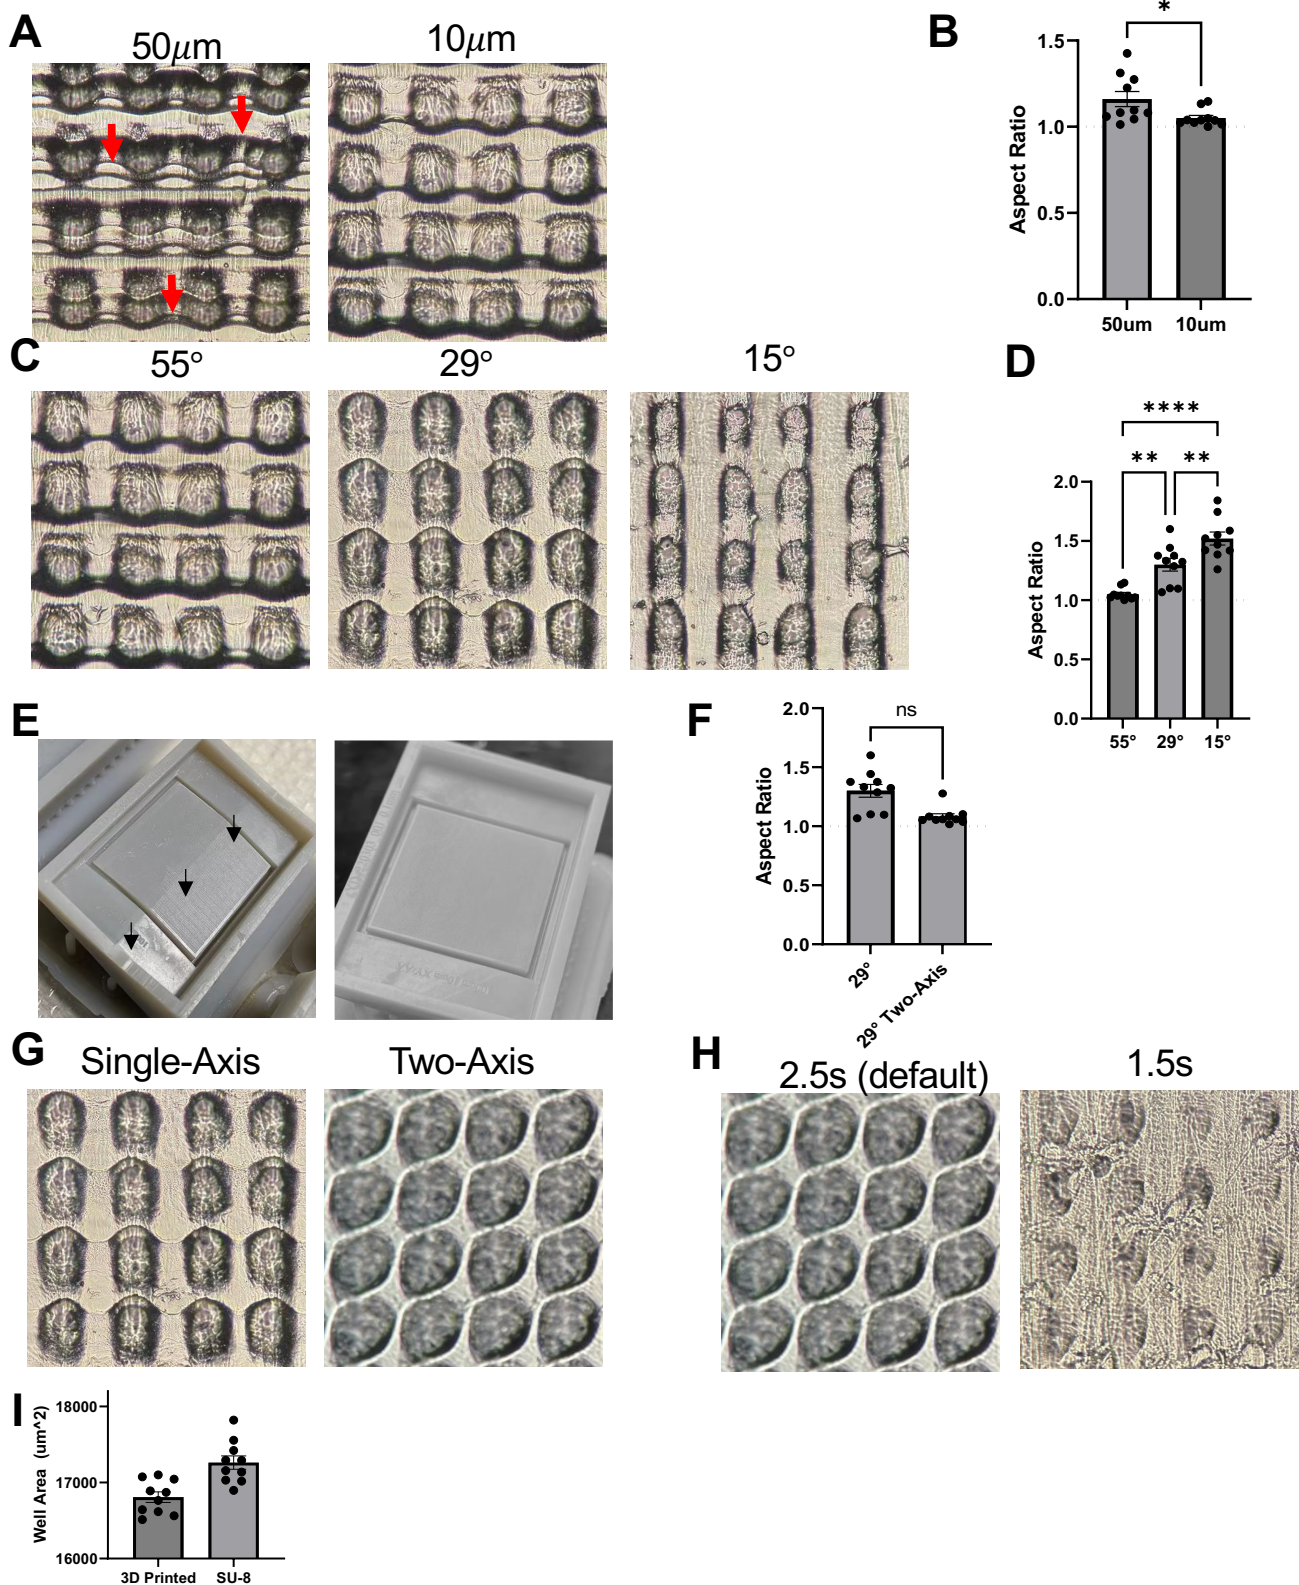 A
50μm
10μm
B
*
1.5
1.0
0.5
0.0
Aspect Ratio
50um
10um
C
55°
29°
15°
D
****
**
**
2.0
1.5
1.0
0.5
0.0
Aspect Ratio
55°
29°
15°
E
F
ns
2.0
1.5
1.0
0.5
0.0
Aspect Ratio
29°
29° Two-Axis
G
Single-Axis
Two-Axis
H
2.5s (default)
1.5s
I
18000
17000
16000
Well Area (um^2)
3D Printed
SU-8